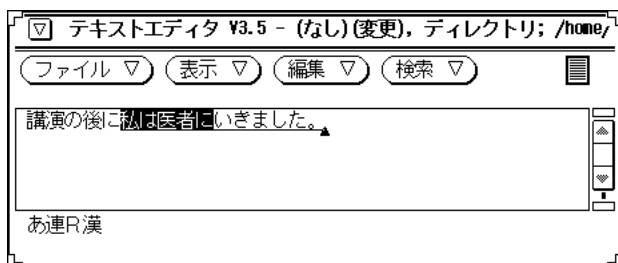 テキストエディタ V3.5 - (なし)(変更), ディレクトリ; /home/
ファイル 表示 編集 検索
講演の後に私は医者にいきました。
あ連R漢